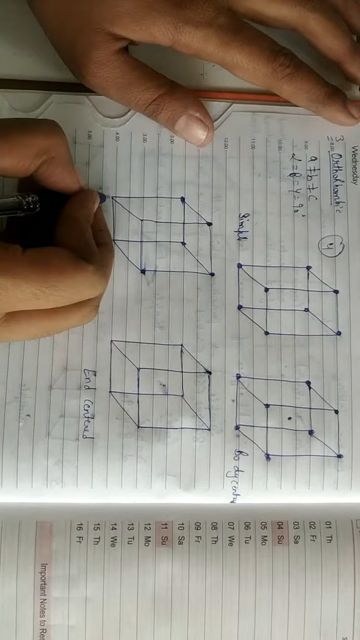 Wednesday
3. Orthorhombic
4
a ≠ b ≠ c
α = β = γ = 90°
Simple
Body center
End centered
01 Th
02 Fr
03 Sa
04 Su
05 Mo
06 Tu
07 We
08 Th
09 Fr
10 Sa
11 Su
12 Mo
13 Tu
14 We
15 Th
16 Fr
Important Notes to Re